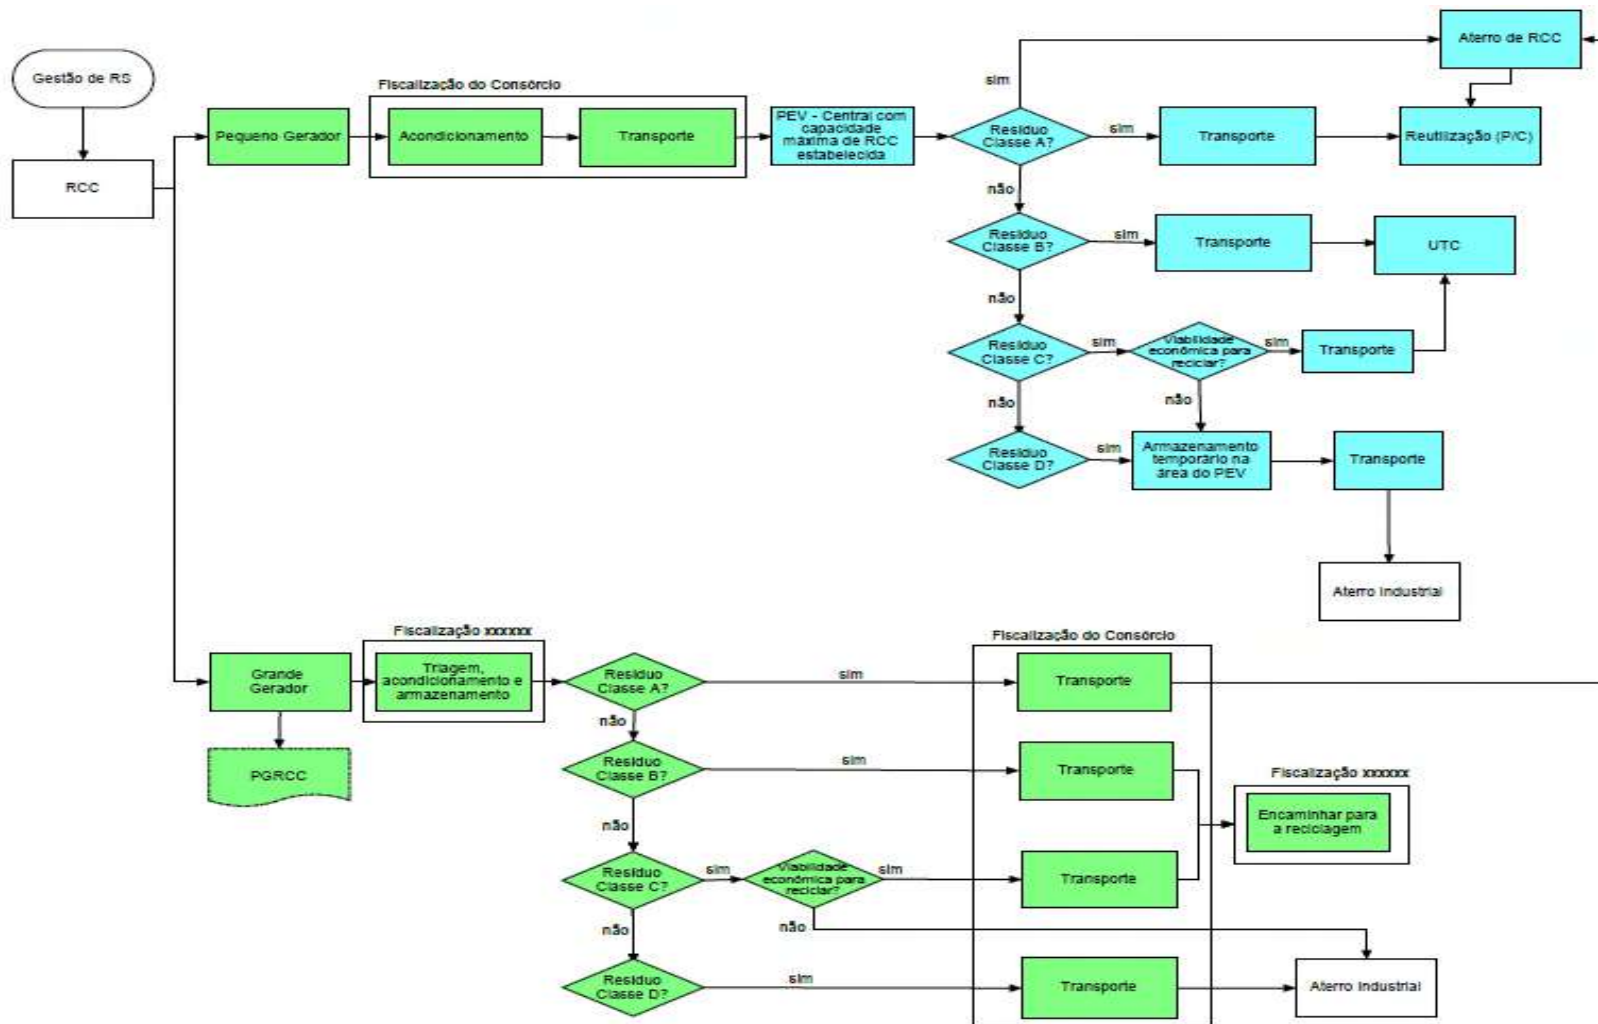 Gestão de RS
RCC
Pequeno Gerador
Fiscalização do Consórcio
Acondicionamento
Transporte
PEV - Central com
capacidade
máxima de RCC
estabelecida
Resíduo
Classe A?
sim
Aterro de RCC
sim
Transporte
Reutilização (P/C)
não
Resíduo
Classe B?
sim
Transporte
UTC
não
Resíduo
Classe C?
sim
Viabilidade
econômica para
reciclar?
sim
Transporte
não
não
Resíduo
Classe D?
sim
Armazenamento
temporário na
área do PEV
Transporte
Aterro Industrial
Grande
Gerador
PGRCC
Fiscalização xxxxxx
Triagem,
acondicionamento e
armazenamento
Resíduo
Classe A?
sim
Fiscalização do Consórcio
Transporte
não
Resíduo
Classe B?
sim
Transporte
Fiscalização xxxxxx
Encaminhar para
a reciclagem
não
Resíduo
Classe C?
sim
Viabilidade
econômica para
reciclar?
sim
Transporte
não
não
Resíduo
Classe D?
sim
Transporte
Aterro Industrial